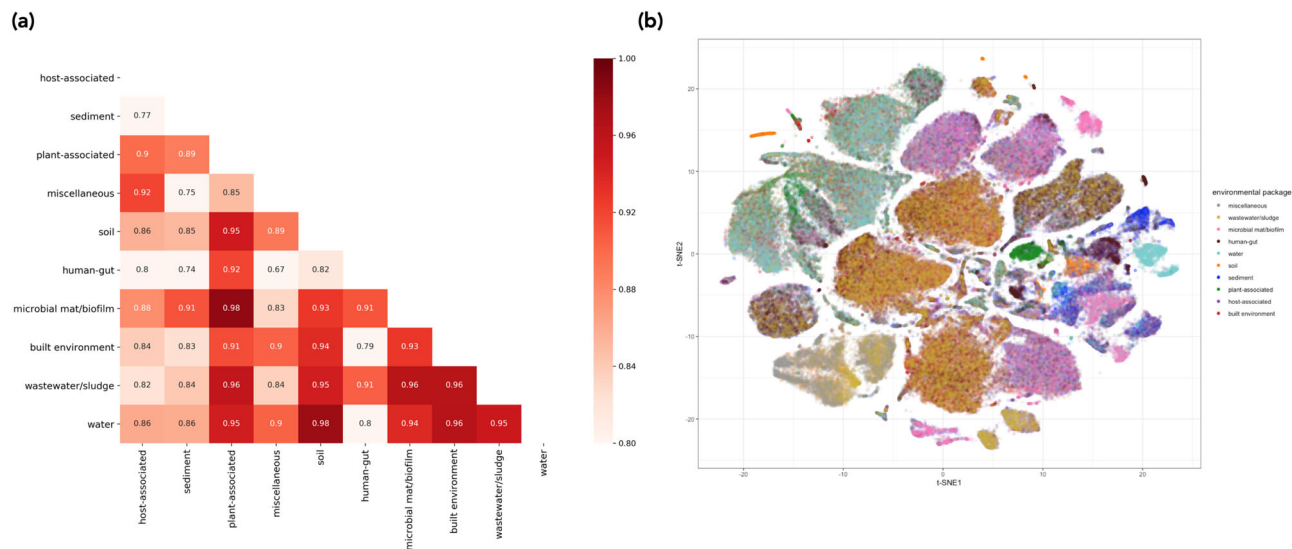 (a)
host-associated
sediment 0.77
plant-associated 0.9 0.89
miscellaneous 0.92 0.75 0.85
soil 0.86 0.85 0.95 0.89
human-gut 0.8 0.74 0.92 0.67 0.82
microbial mat/biofilm 0.88 0.91 0.98 0.83 0.93 0.91
built environment 0.84 0.83 0.91 0.9 0.94 0.79 0.93
wastewater/sludge 0.82 0.84 0.96 0.84 0.95 0.91 0.96 0.96
water 0.86 0.86 0.95 0.9 0.98 0.8 0.94 0.96 0.95
host-associated
sediment
plant-associated
miscellaneous
soil
human-gut
microbial mat/biofilm
built environment
wastewater/sludge
water
1.00
0.96
0.92
0.88
0.84
0.80
(b)
t-SNE2
20
10
0
-10
-20
-20 -10 0 10 20
t-SNE1
environmental package
miscellaneous
wastewater/sludge
microbial mat/biofilm
human-gut
water
soil
sediment
plant-associated
host-associated
built environment